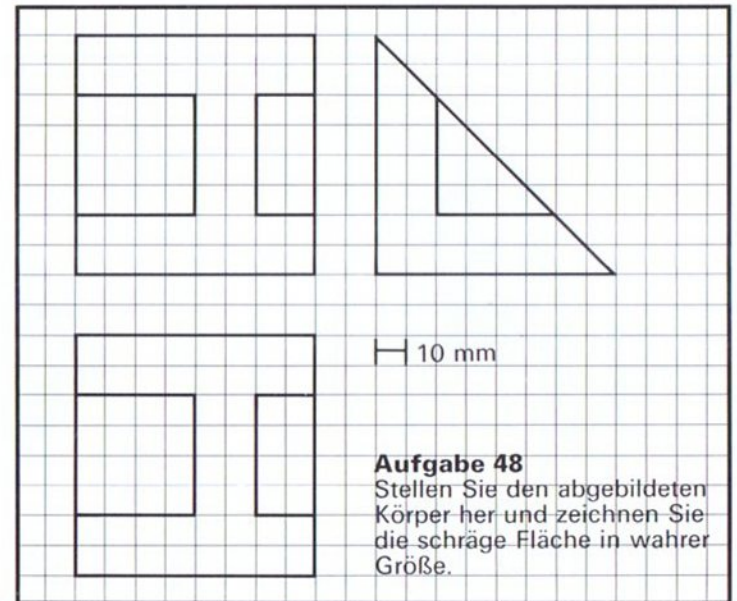 10 mm
Aufgabe 48
Stellen Sie den abgebildeten
Körper her und zeichnen Sie
die schräge Fläche in wahrer
Größe.